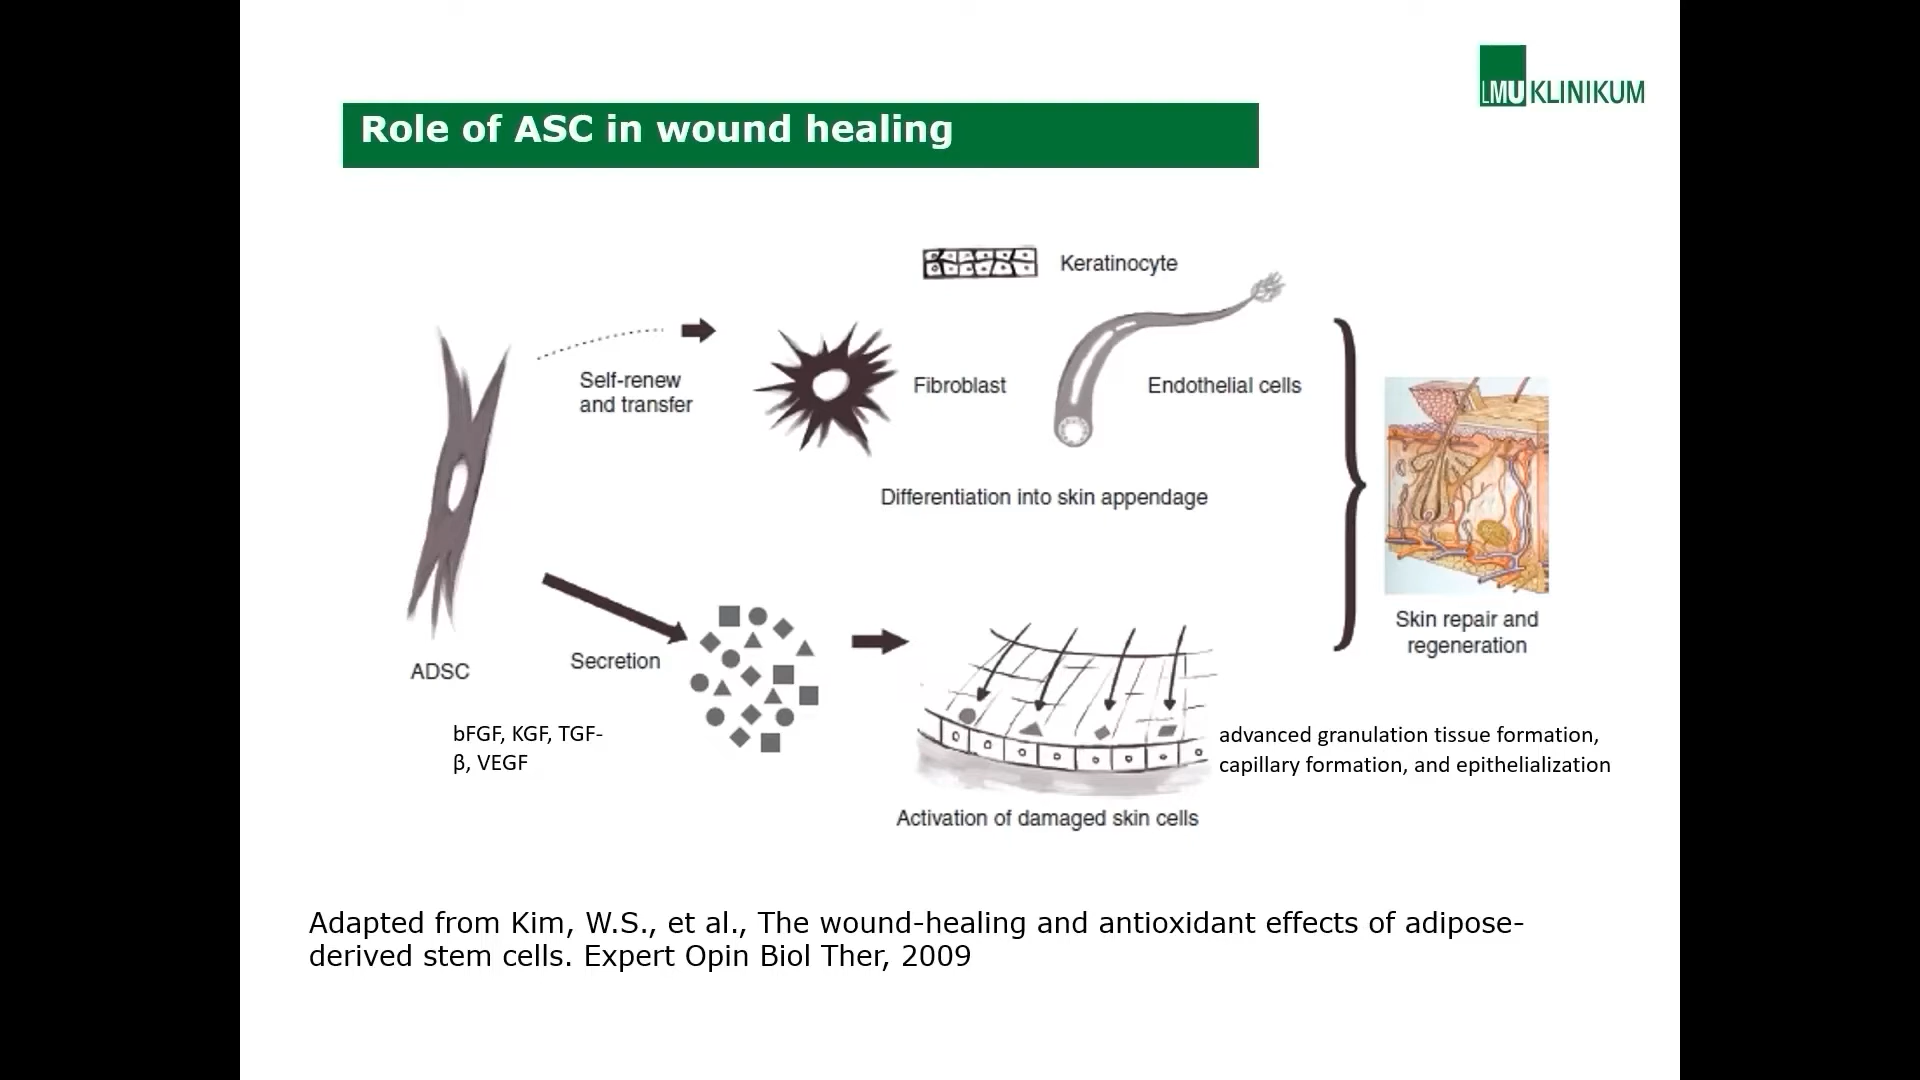 LMU KLINIKUM
Role of ASC in wound healing
Keratinocyte
Self-renew
and transfer
Fibroblast
Endothelial cells
Differentiation into skin appendage
Skin repair and
regeneration
ADSC
Secretion
bFGF, KGF, TGF-
β, VEGF
advanced granulation tissue formation,
capillary formation, and epithelialization
Activation of damaged skin cells
Adapted from Kim, W.S., et al., The wound-healing and antioxidant effects of adipose-
derived stem cells. Expert Opin Biol Ther, 2009